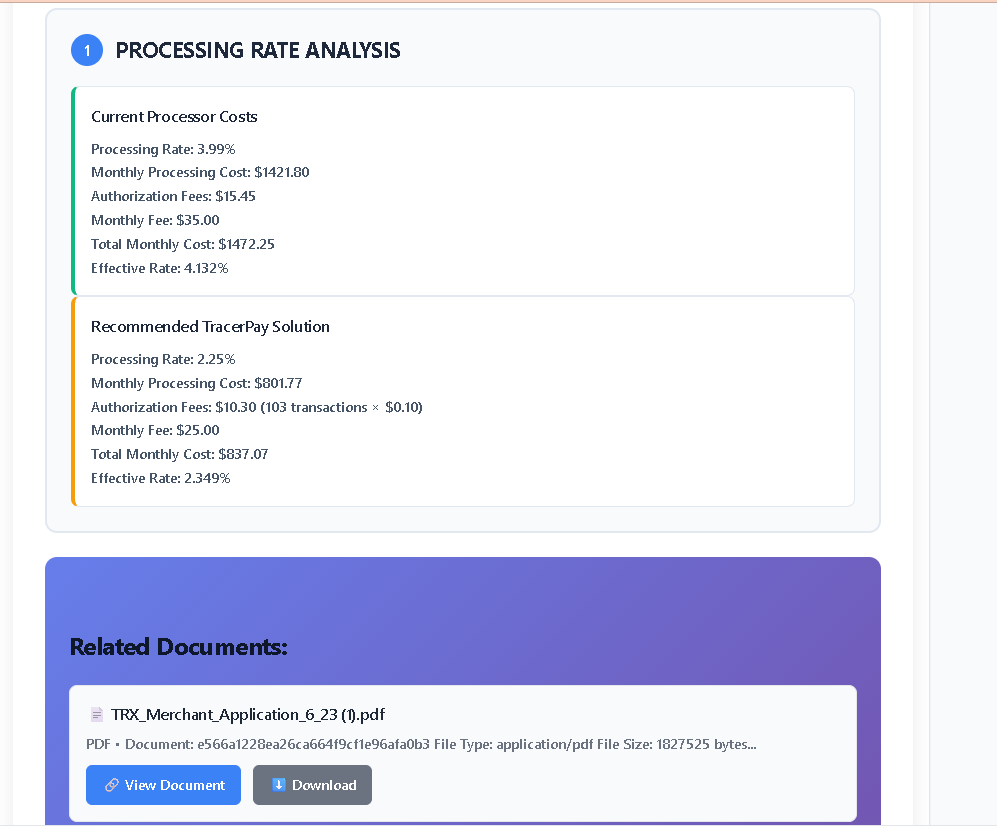 1 PROCESSING RATE ANALYSIS
Current Processor Costs
Processing Rate: 3.99%
Monthly Processing Cost: $1421.80
Authorization Fees: $15.45
Monthly Fee: $35.00
Total Monthly Cost: $1472.25
Effective Rate: 4.132%
Recommended TracerPay Solution
Processing Rate: 2.25%
Monthly Processing Cost: $801.77
Authorization Fees: $10.30 (103 transactions × $0.10)
Monthly Fee: $25.00
Total Monthly Cost: $837.07
Effective Rate: 2.349%
Related Documents:
TRX_Merchant_Application_6_23 (1).pdf
PDF • Document: e566a1228ea26ca664f9cf1e96afa0b3 File Type: application/pdf File Size: 1827525 bytes...
View Document Download